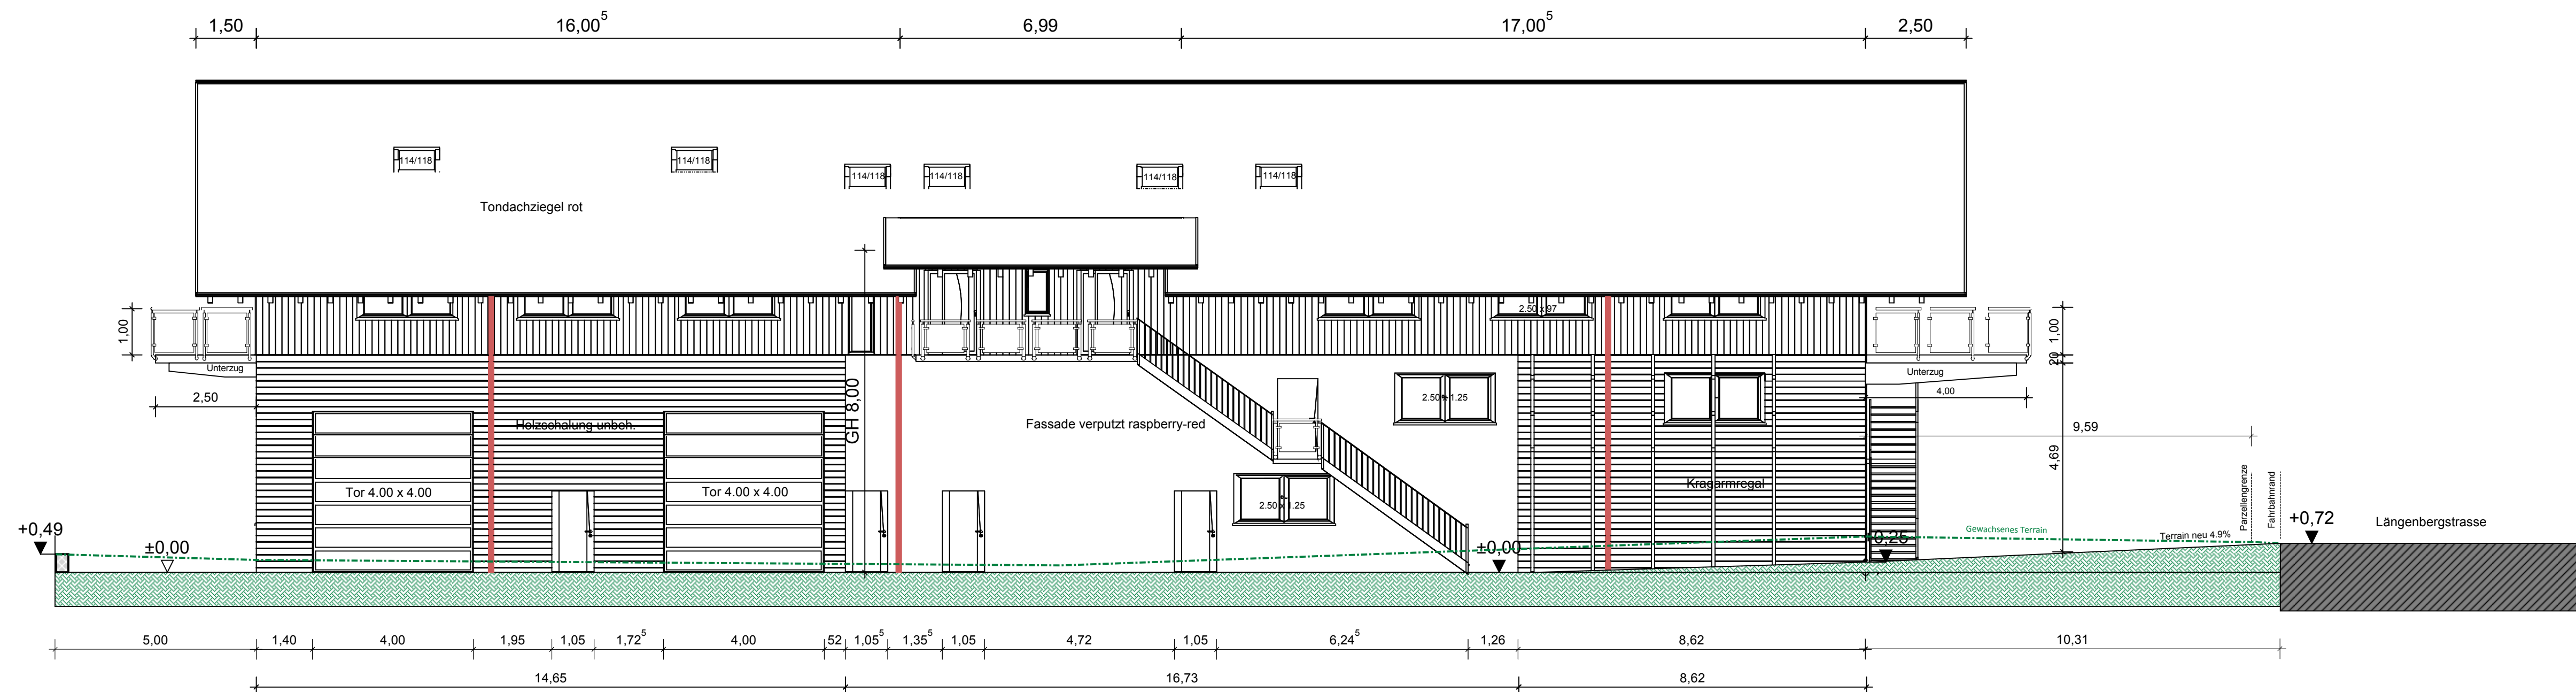 1,50 16,00⁵ 6,99 17,00⁵ 2,50
114/118 114/118
114/118 114/118 114/118 114/118
Tondachziegel rot
2.50 x 97
1,00
1,00
20
Unterzug
Unterzug
2,50
4,00
GH 8,00
2.50 x 1.25
Holzschalung unbeh.
Fassade verputzt raspberry-red
9,59
4,69
Kragarmregal
Tor 4.00 x 4.00
Tor 4.00 x 4.00
2.50 x 1.25
Parzellengrenze
Fahrbahnrand
+0,49
±0,00
±0,00
+0,25
Gewachsenes Terrain
Terrain neu 4.9%
+0,72
Längenbergstrasse
5,00 1,40 4,00 1,95 1,05 1,72⁵ 4,00 52 1,05⁵ 1,35⁵ 1,05 4,72 1,05 6,24⁵ 1,26 8,62 10,31
14,65 16,73 8,62